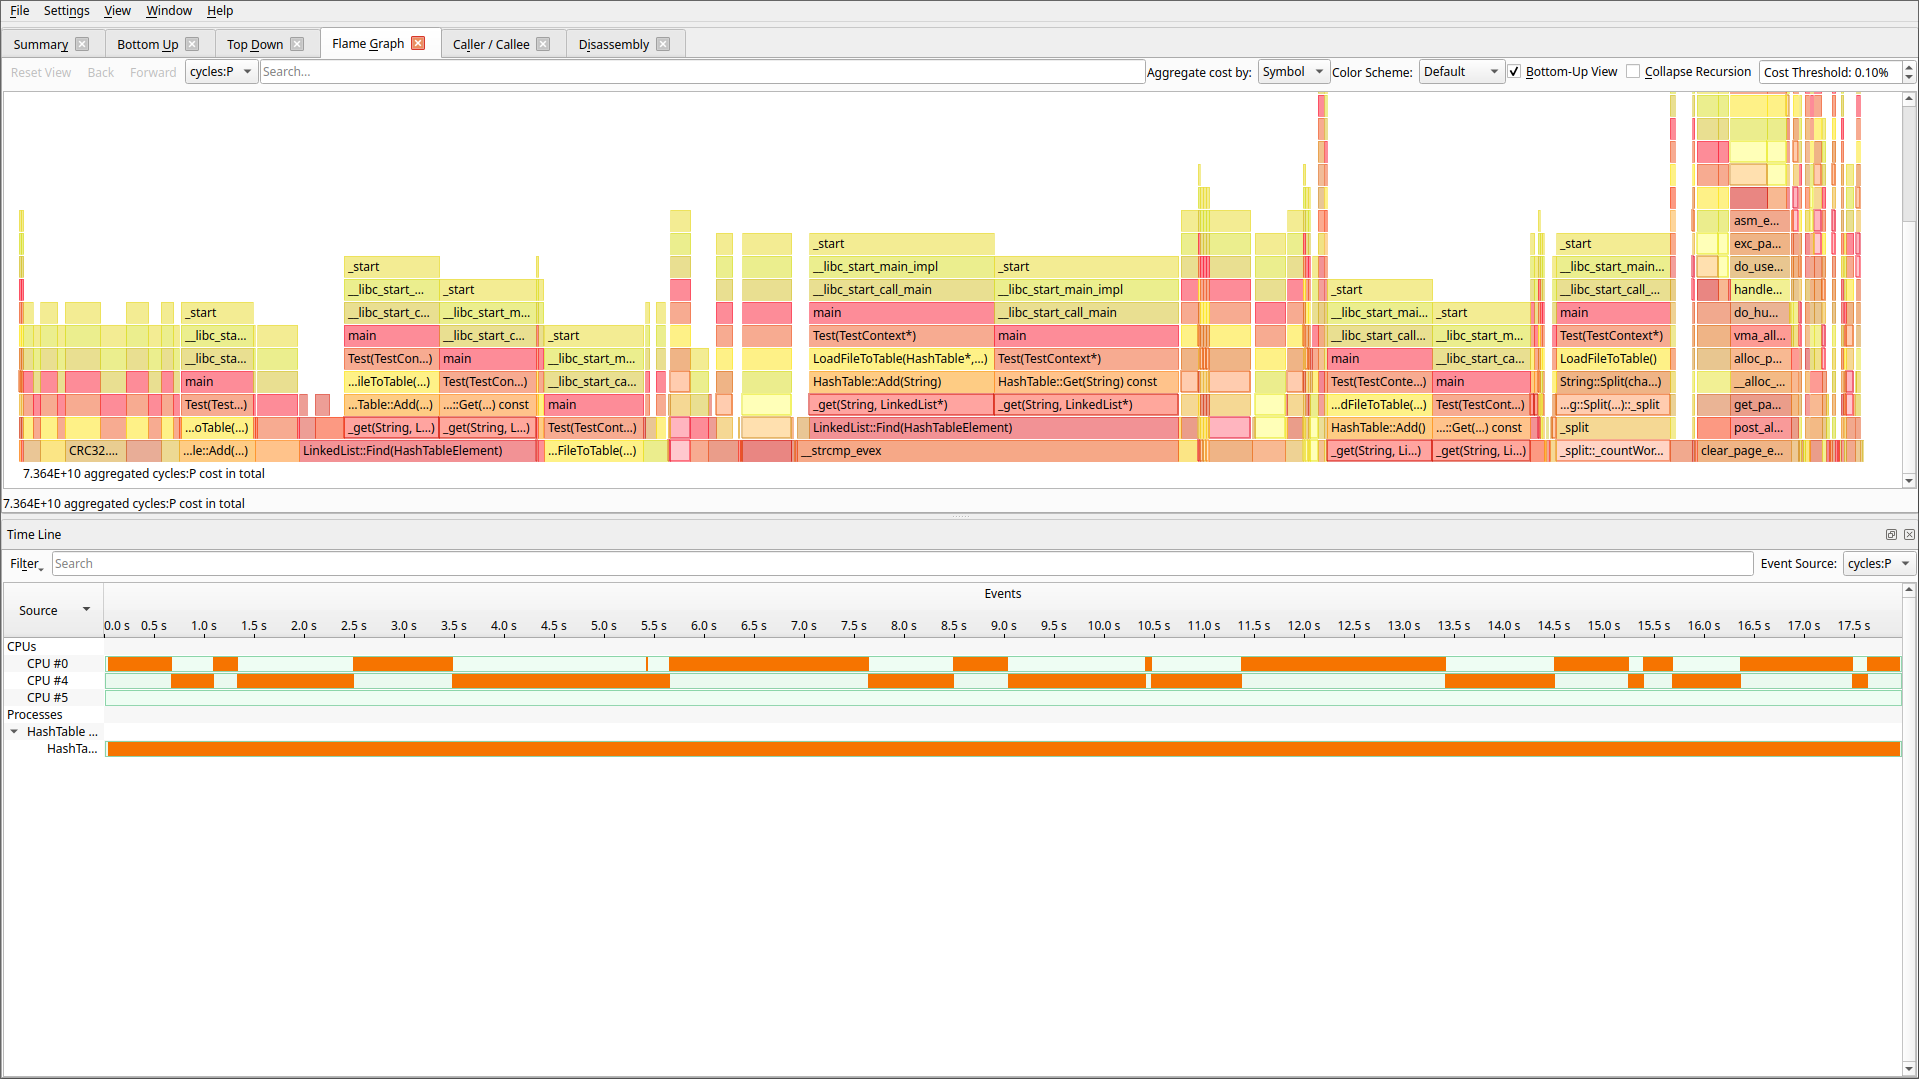 File Settings View Window Help
Summary Bottom Up Top Down Flame Graph Caller / Callee Disassembly
Reset View Back Forward cycles:P Search... Aggregate cost by: Symbol Color Scheme: Default Bottom-Up View Collapse Recursion Cost Threshold: 0.10%
asm_e...
_start _start exc_pa...
_start __libc_start_main_impl _start __libc_start_main... do_use...
__libc_start_... _start __libc_start_call_main __libc_start_main_impl _start __libc_start_call_... handle...
_start __libc_start_c... __libc_start_m... main __libc_start_call_main __libc_start_mai... _start main do_hu...
__libc_sta... main __libc_start_c... _start Test(TestContext*) main __libc_start_call... __libc_start_m... Test(TestContext*) vma_all...
__libc_sta... Test(TestCon...) main __libc_start_m... LoadFileToTable(HashTable*,...) Test(TestContext*) main __libc_start_ca... LoadFileToTable() alloc_p...
main ...ileToTable(...) Test(TestCon...) __libc_start_ca... HashTable::Add(String) HashTable::Get(String) const Test(TestConte...) main String::Split(cha...) __alloc_...
Test(Test...) ...Table::Add(...) ...::Get(...) const main _get(String, LinkedList*) _get(String, LinkedList*) ...dFileToTable(...) Test(TestCont...) ...g::Split(...)::_split get_pa...
...oTable(...) _get(String, L...) _get(String, L...) Test(TestCont...) LinkedList::Find(HashTableElement) HashTable::Add() ...::Get(...) const _split post_al...
CRC32.... ...le::Add(...) LinkedList::Find(HashTableElement) ...FileToTable(...) __strcmp_evex _get(String, Li...) _get(String, Li...) _split::_countWor... clear_page_e...
7.364E+10 aggregated cycles:P cost in total
7.364E+10 aggregated cycles:P cost in total
Time Line
Filter Search Event Source: cycles:P
Source Events
0.0 s 0.5 s 1.0 s 1.5 s 2.0 s 2.5 s 3.0 s 3.5 s 4.0 s 4.5 s 5.0 s 5.5 s 6.0 s 6.5 s 7.0 s 7.5 s 8.0 s 8.5 s 9.0 s 9.5 s 10.0 s 10.5 s 11.0 s 11.5 s 12.0 s 12.5 s 13.0 s 13.5 s 14.0 s 14.5 s 15.0 s 15.5 s 16.0 s 16.5 s 17.0 s 17.5 s
CPUs
CPU #0
CPU #4
CPU #5
Processes
HashTable ...
HashTa...